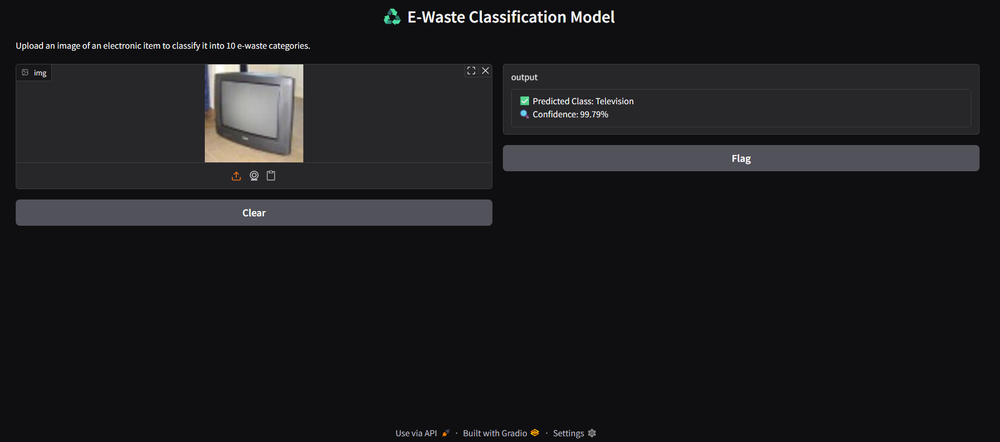 E-Waste Classification Model
Upload an image of an electronic item to classify it into 10 e-waste categories.
img
output
Predicted Class: Television
Confidence: 99.79%
Flag
Clear
Use via API · Built with Gradio · Settings